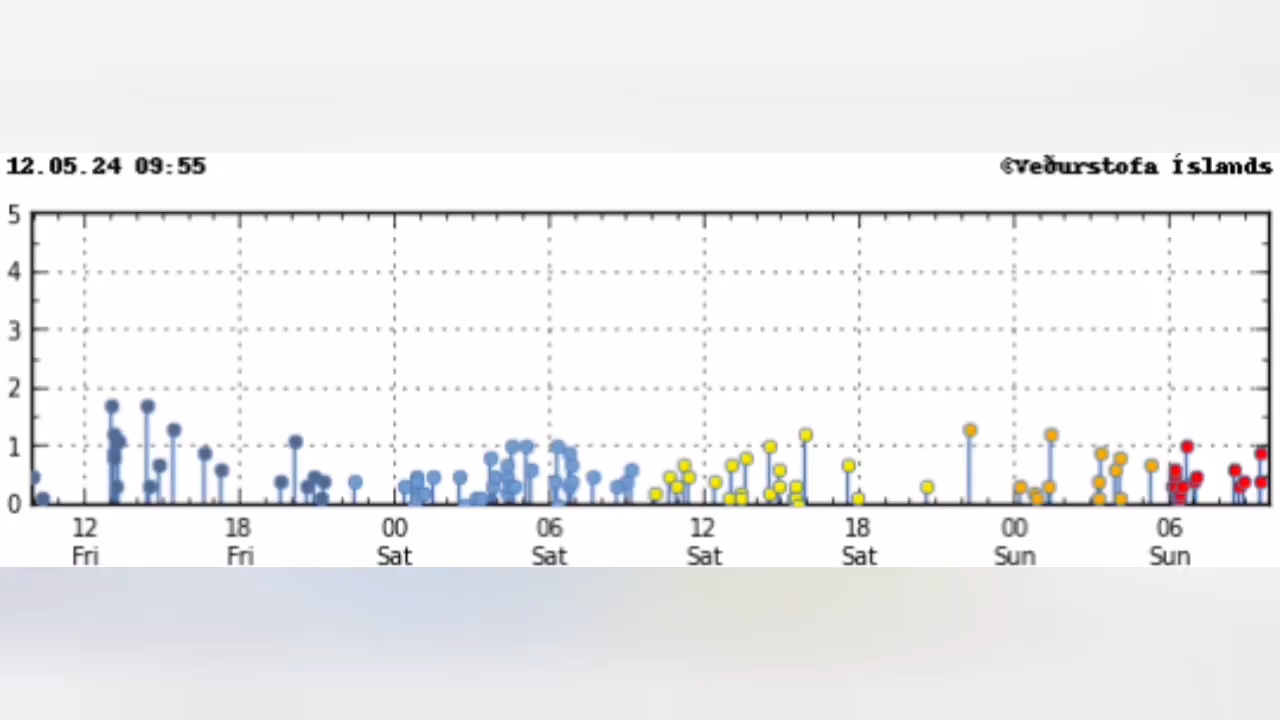 12.05.24 09:55 ©Veðurstofa Íslands
5
4
3
2
1
0
12 18 00 06 12 18 00 06
Fri Fri Sat Sat Sat Sat Sun Sun